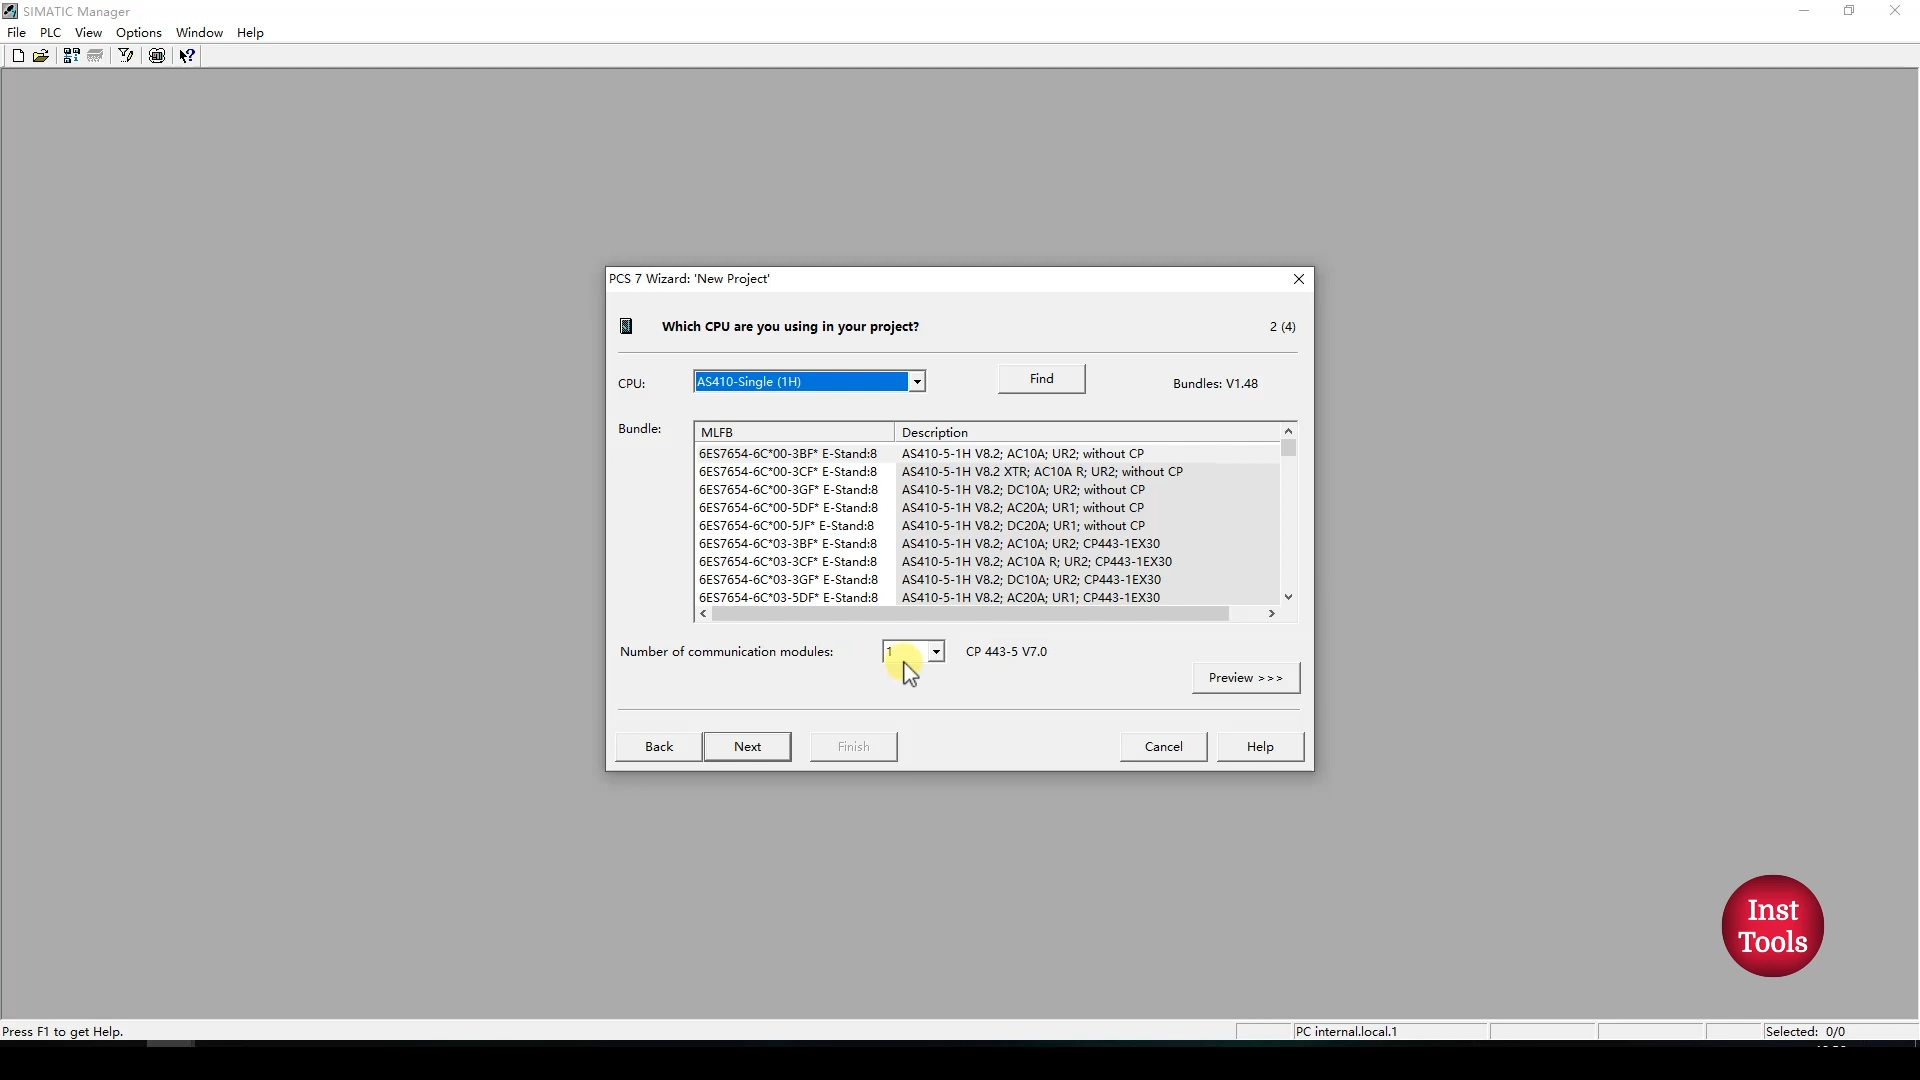 SIMATIC Manager
File PLC View Options Window Help
PCS 7 Wizard: 'New Project'
Which CPU are you using in your project? 2 (4)
CPU: AS410-Single (1H) Find Bundles: V1.48
Bundle: MLFB Description
6ES7654-6C*00-3BF* E-Stand:8 AS410-5-1H V8.2; AC10A; UR2; without CP
6ES7654-6C*00-3CF* E-Stand:8 AS410-5-1H V8.2 XTR; AC10A R; UR2; without CP
6ES7654-6C*00-3GF* E-Stand:8 AS410-5-1H V8.2; DC10A; UR2; without CP
6ES7654-6C*00-5DF* E-Stand:8 AS410-5-1H V8.2; AC20A; UR1; without CP
6ES7654-6C*00-5JF* E-Stand:8 AS410-5-1H V8.2; DC20A; UR1; without CP
6ES7654-6C*03-3BF* E-Stand:8 AS410-5-1H V8.2; AC10A; UR2; CP443-1EX30
6ES7654-6C*03-3CF* E-Stand:8 AS410-5-1H V8.2; AC10A R; UR2; CP443-1EX30
6ES7654-6C*03-3GF* E-Stand:8 AS410-5-1H V8.2; DC10A; UR2; CP443-1EX30
6ES7654-6C*03-5DF* E-Stand:8 AS410-5-1H V8.2; AC20A; UR1; CP443-1EX30
Number of communication modules: 1 CP 443-5 V7.0
Preview >>>
Back Next Finish Cancel Help
Inst
Tools
Press F1 to get Help. PC internal.local.1 Selected: 0/0